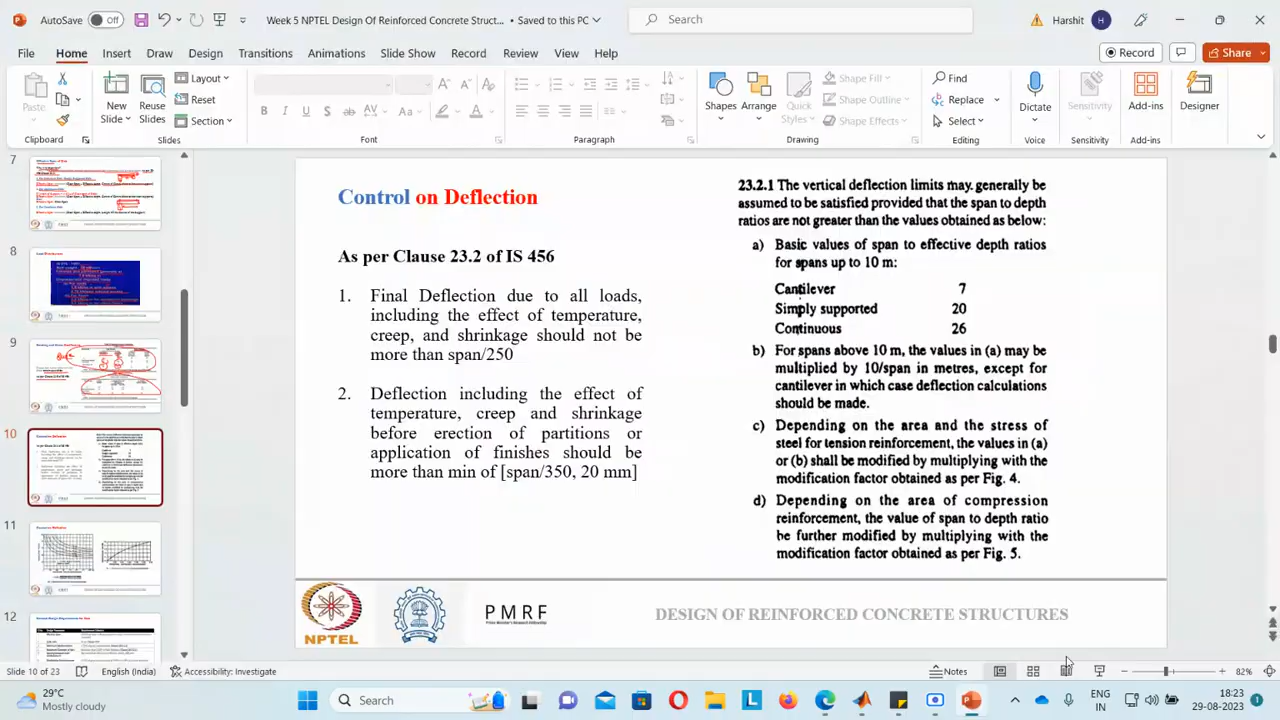 AutoSave Off
Week 5 NPTEL Design Of Reinforced Concrete Struct... • Saved to this PC
Search
Harshit H
File Home Insert Draw Design Transitions Animations Slide Show Record Review View Help
Record Share
Paste
New Slide
Reuse Slides
Layout
Reset
Section
Shapes
Arrange
Quick Styles
Shape Fill
Shape Outline
Shape Effects
Find
Replace
Select
Dictate
Sensitivity
Add-ins
Designer
Clipboard Slides Font Paragraph Drawing Editing Voice Sensitivity Add-ins
7
8
9
10
11
12
Control on Deflection
As per Clause 23.2 of IS 456
Final Deflection due to all loads,
including the effect of temperature,
creep, and shrinkage should not be
more than span/250
2. Deflection including the effect of
temperature, creep and shrinkage
before erection of partitions or
application of finishes should be
more than min of [span/350, 20 mm]
vertical deflection limits may generally be
assumed to be satisfied provided that the span to depth
ratios are not greater than the values obtained as below:
a) Basic values of span to effective depth ratios
for spans up to 10 m:
Cantilever 7
Simply supported 20
Continuous 26
b) For spans above 10 m, the values in (a) may be
multiplied by 10/span in metres, except for
cantilever in which case deflection calculations
should be made.
c) Depending on the area and the stress of
steel for tension reinforcement, the values in (a)
or (b) shall be modified by multiplying with the
modification factor obtained as per Fig. 4.
d) Depending on the area of compression
reinforcement, the value of span to depth ratio
be further modified by multiplying with the
modification factor obtained as per Fig. 5.
NPTEL
PMRF
DESIGN OF REINFORCED CONCRETE STRUCTURES
Slide 10 of 23 English (India) Accessibility: Investigate Notes 82%
29°C
Mostly cloudy
Search
ENG
IN
18:23
29-08-2023